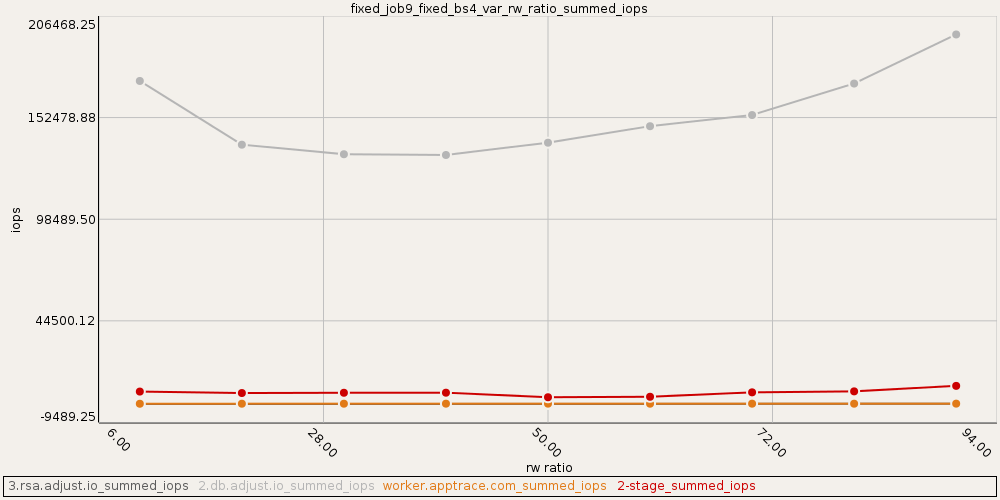 fixed_job9_fixed_bs4_var_rw_ratio_summed_iops
206468.25
152478.88
98489.50
44500.12
-9489.25
iops
6.00
28.00
50.00
72.00
94.00
rw ratio
3.rsa.adjust.io_summed_iops 2.db.adjust.io_summed_iops worker.apptrace.com_summed_iops 2-stage_summed_iops